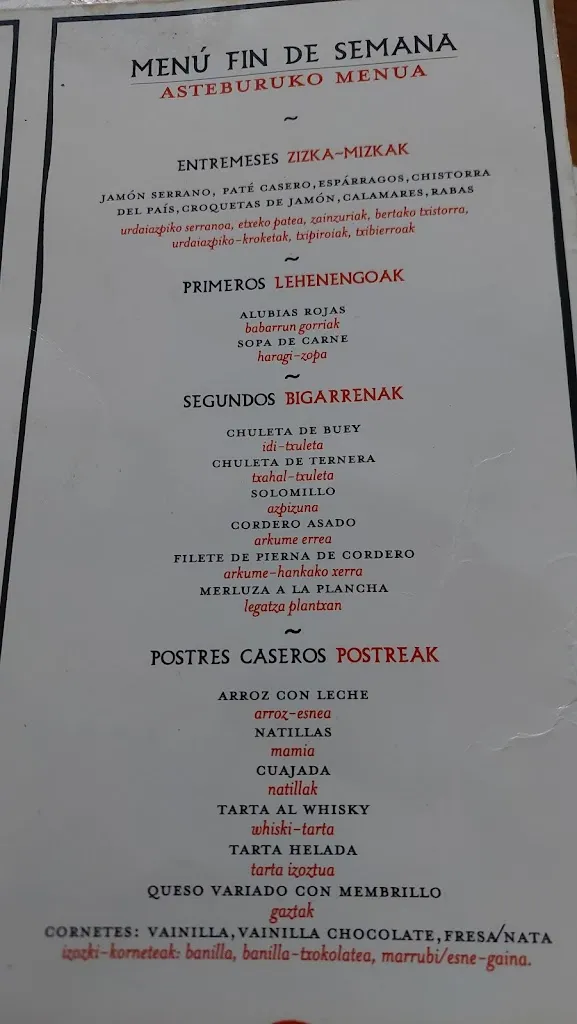 MENÚ FIN DE SEMANA
ASTEBURUKO MENUA
~
ENTREMESES ZIZKA-MIZKAK
JAMÓN SERRANO, PATÉ CASERO, ESPÁRRAGOS, CHISTORRA
DEL PAÍS, CROQUETAS DE JAMÓN, CALAMARES, RABAS
urdaiazpiko serranoa, etxeko patea, zainzuriak, bertako txistorra,
urdaiazpiko-kroketak, txipiroiak, txibierroak
~
PRIMEROS LEHENENGOAK
ALUBIAS ROJAS
babarrun gorriak
SOPA DE CARNE
haragi-zopa
~
SEGUNDOS BIGARRENAK
CHULETA DE BUEY
idi-txuleta
CHULETA DE TERNERA
txahal-txuleta
SOLOMILLO
azpizuna
CORDERO ASADO
arkume errea
FILETE DE PIERNA DE CORDERO
arkume-hankako xerra
MERLUZA A LA PLANCHA
legatza plantxan
~
POSTRES CASEROS POSTREAK
ARROZ CON LECHE
arroz-esnea
NATILLAS
mamia
CUAJADA
natillak
TARTA AL WHISKY
whiski-tarta
TARTA HELADA
tarta izoztua
QUESO VARIADO CON MEMBRILLO
gaztak
CORNETES: VAINILLA, VAINILLA CHOCOLATE, FRESA/NATA
izozki-korneteak: banilla, banilla-txokolatea, marrubi/esne-gaina.